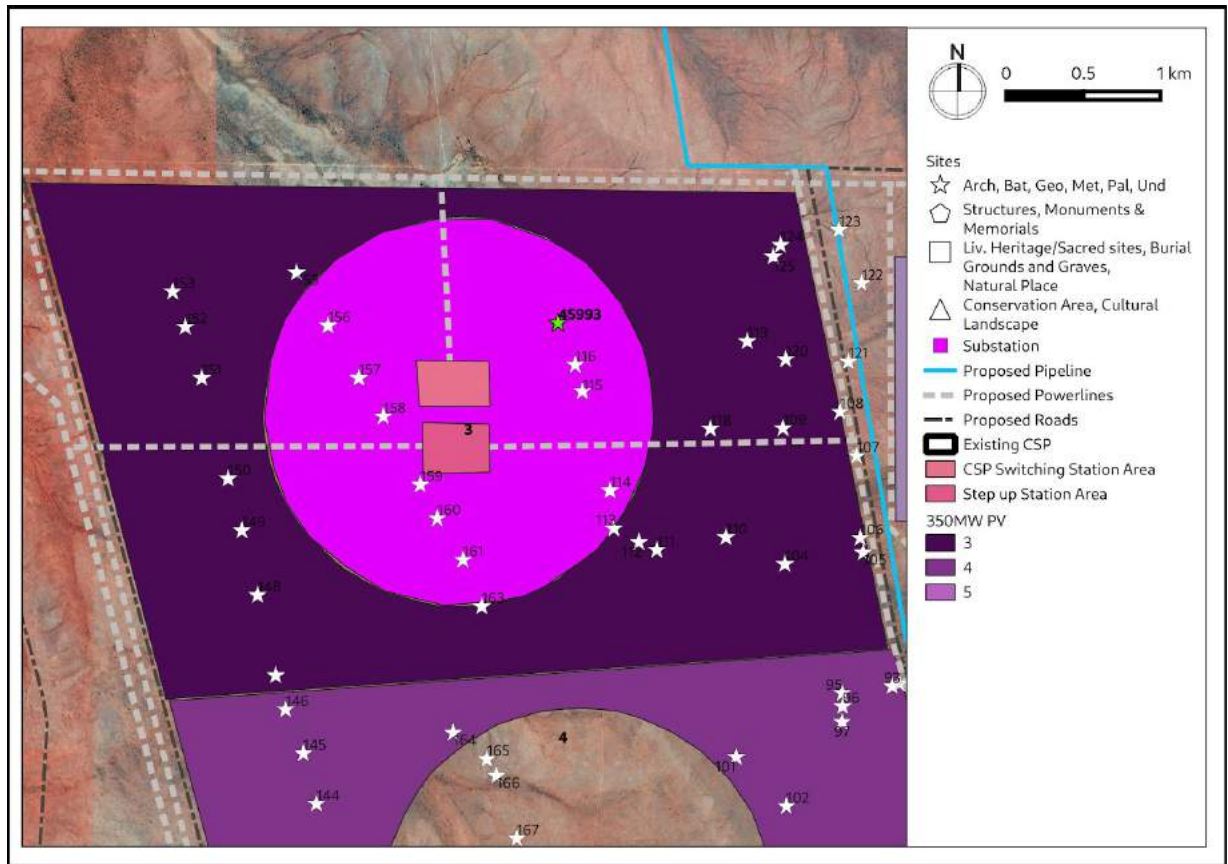 N
0 0.5 1 km
Sites
Arch, Bat, Geo, Met, Pal, Und
Structures, Monuments &
Memorials
Liv. Heritage/Sacred sites, Burial
Grounds and Graves,
Natural Place
Conservation Area, Cultural
Landscape
Substation
Proposed Pipeline
Proposed Powerlines
Proposed Roads
Existing CSP
CSP Switching Station Area
Step up Station Area
350MW PV
3
4
5
123
124
125
122
153
152
156
45993
119
120
121
116
151
157
115
158
118
109
108
3
107
150
159
114
149
160
113
112
111
110
106
105
161
104
148
163
146
95
96
97
93
145
164
4
165
101
166
144
102
167